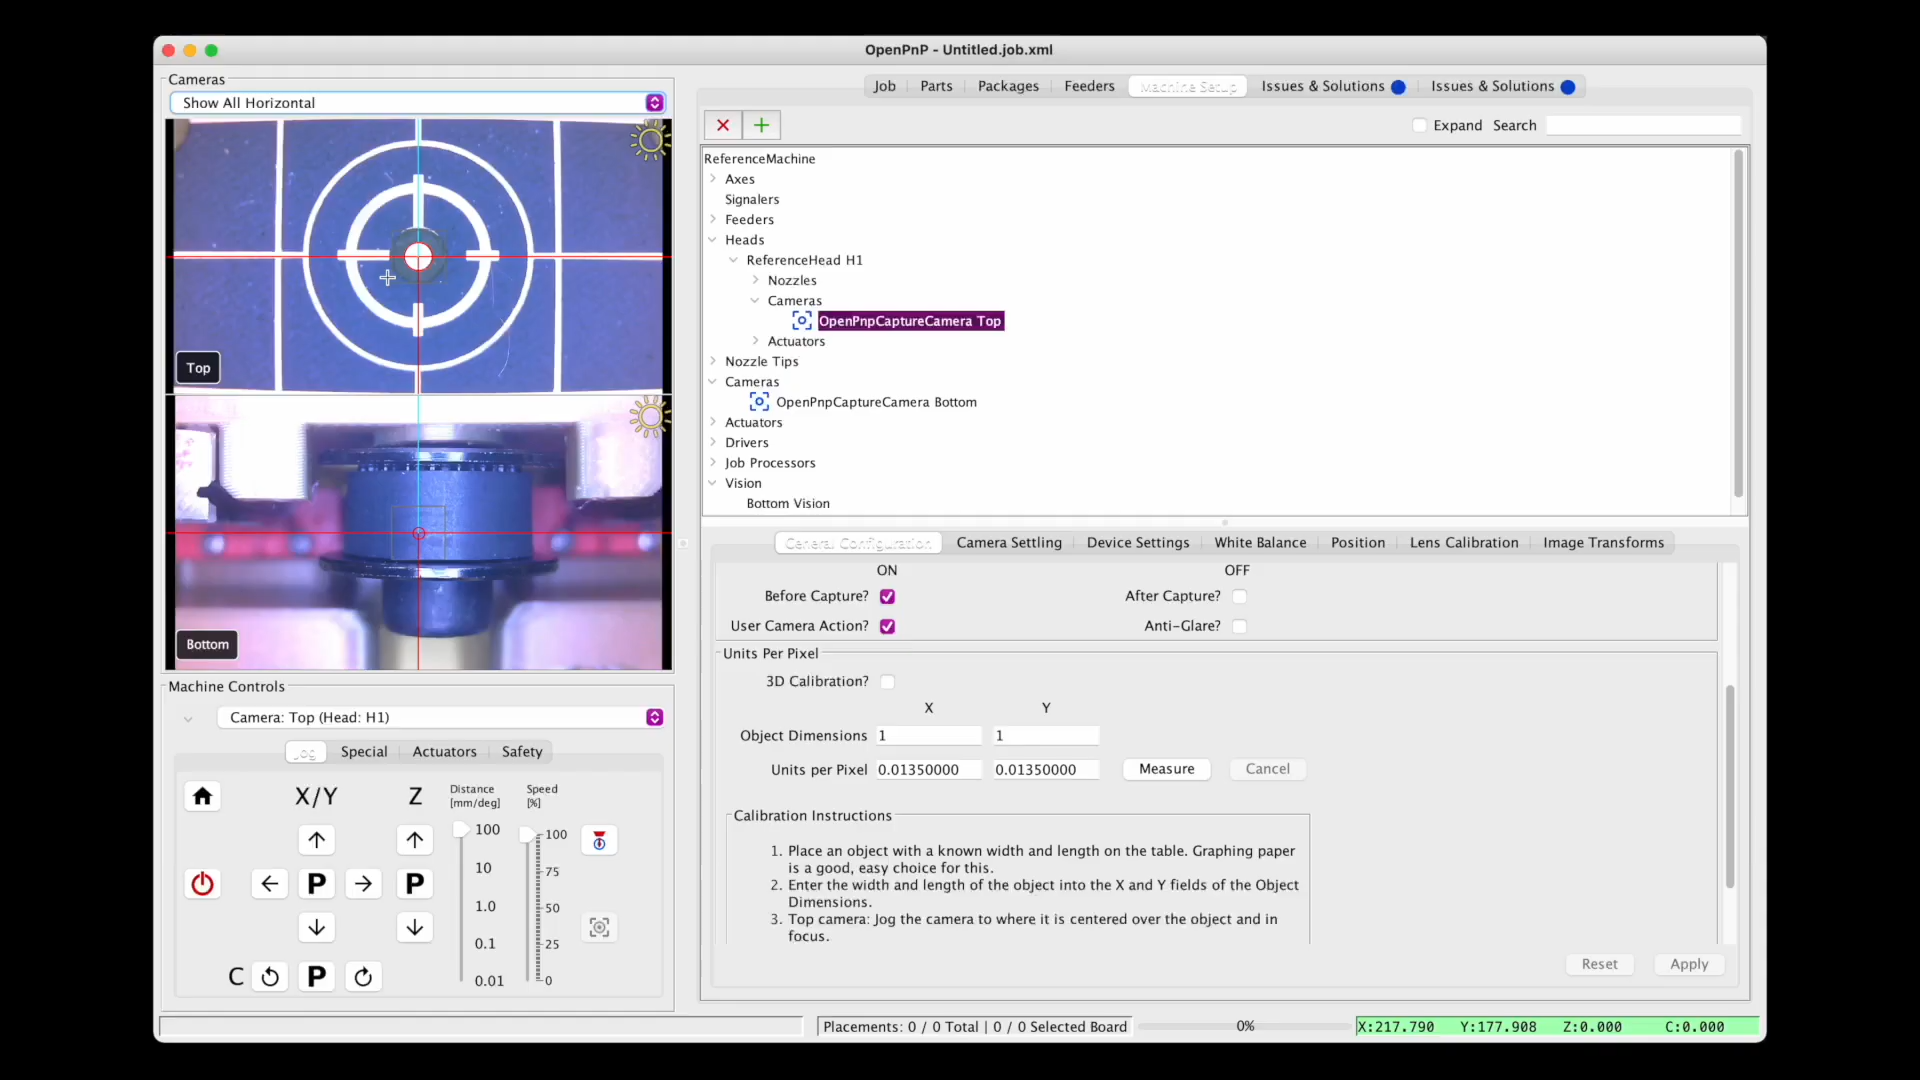 OpenPnP - Untitled.job.xml
Cameras
Show All Horizontal
Top
Bottom
Machine Controls
Camera: Top (Head: H1)
Jog Special Actuators Safety
X/Y Z Distance [mm/deg] Speed [%]
100
10
1.0
0.1
0.01
100
75
50
25
0
P P
C P
Job Parts Packages Feeders Machine Setup Issues & Solutions Issues & Solutions
Expand Search
ReferenceMachine
Axes
Signalers
Feeders
Heads
ReferenceHead H1
Nozzles
Cameras
OpenPnpCaptureCamera Top
Actuators
Nozzle Tips
Cameras
OpenPnpCaptureCamera Bottom
Actuators
Drivers
Job Processors
Vision
Bottom Vision
General Configuration Camera Settling Device Settings White Balance Position Lens Calibration Image Transforms
ON OFF
Before Capture? After Capture?
User Camera Action? Anti-Glare?
Units Per Pixel
3D Calibration?
X Y
Object Dimensions 1 1
Units per Pixel 0.01350000 0.01350000 Measure Cancel
Calibration Instructions
1. Place an object with a known width and length on the table. Graphing paper
is a good, easy choice for this.
2. Enter the width and length of the object into the X and Y fields of the Object
Dimensions.
3. Top camera: Jog the camera to where it is centered over the object and in
focus.
Reset Apply
Placements: 0 / 0 Total | 0 / 0 Selected Board 0% X:217.790 Y:177.908 Z:0.000 C:0.000